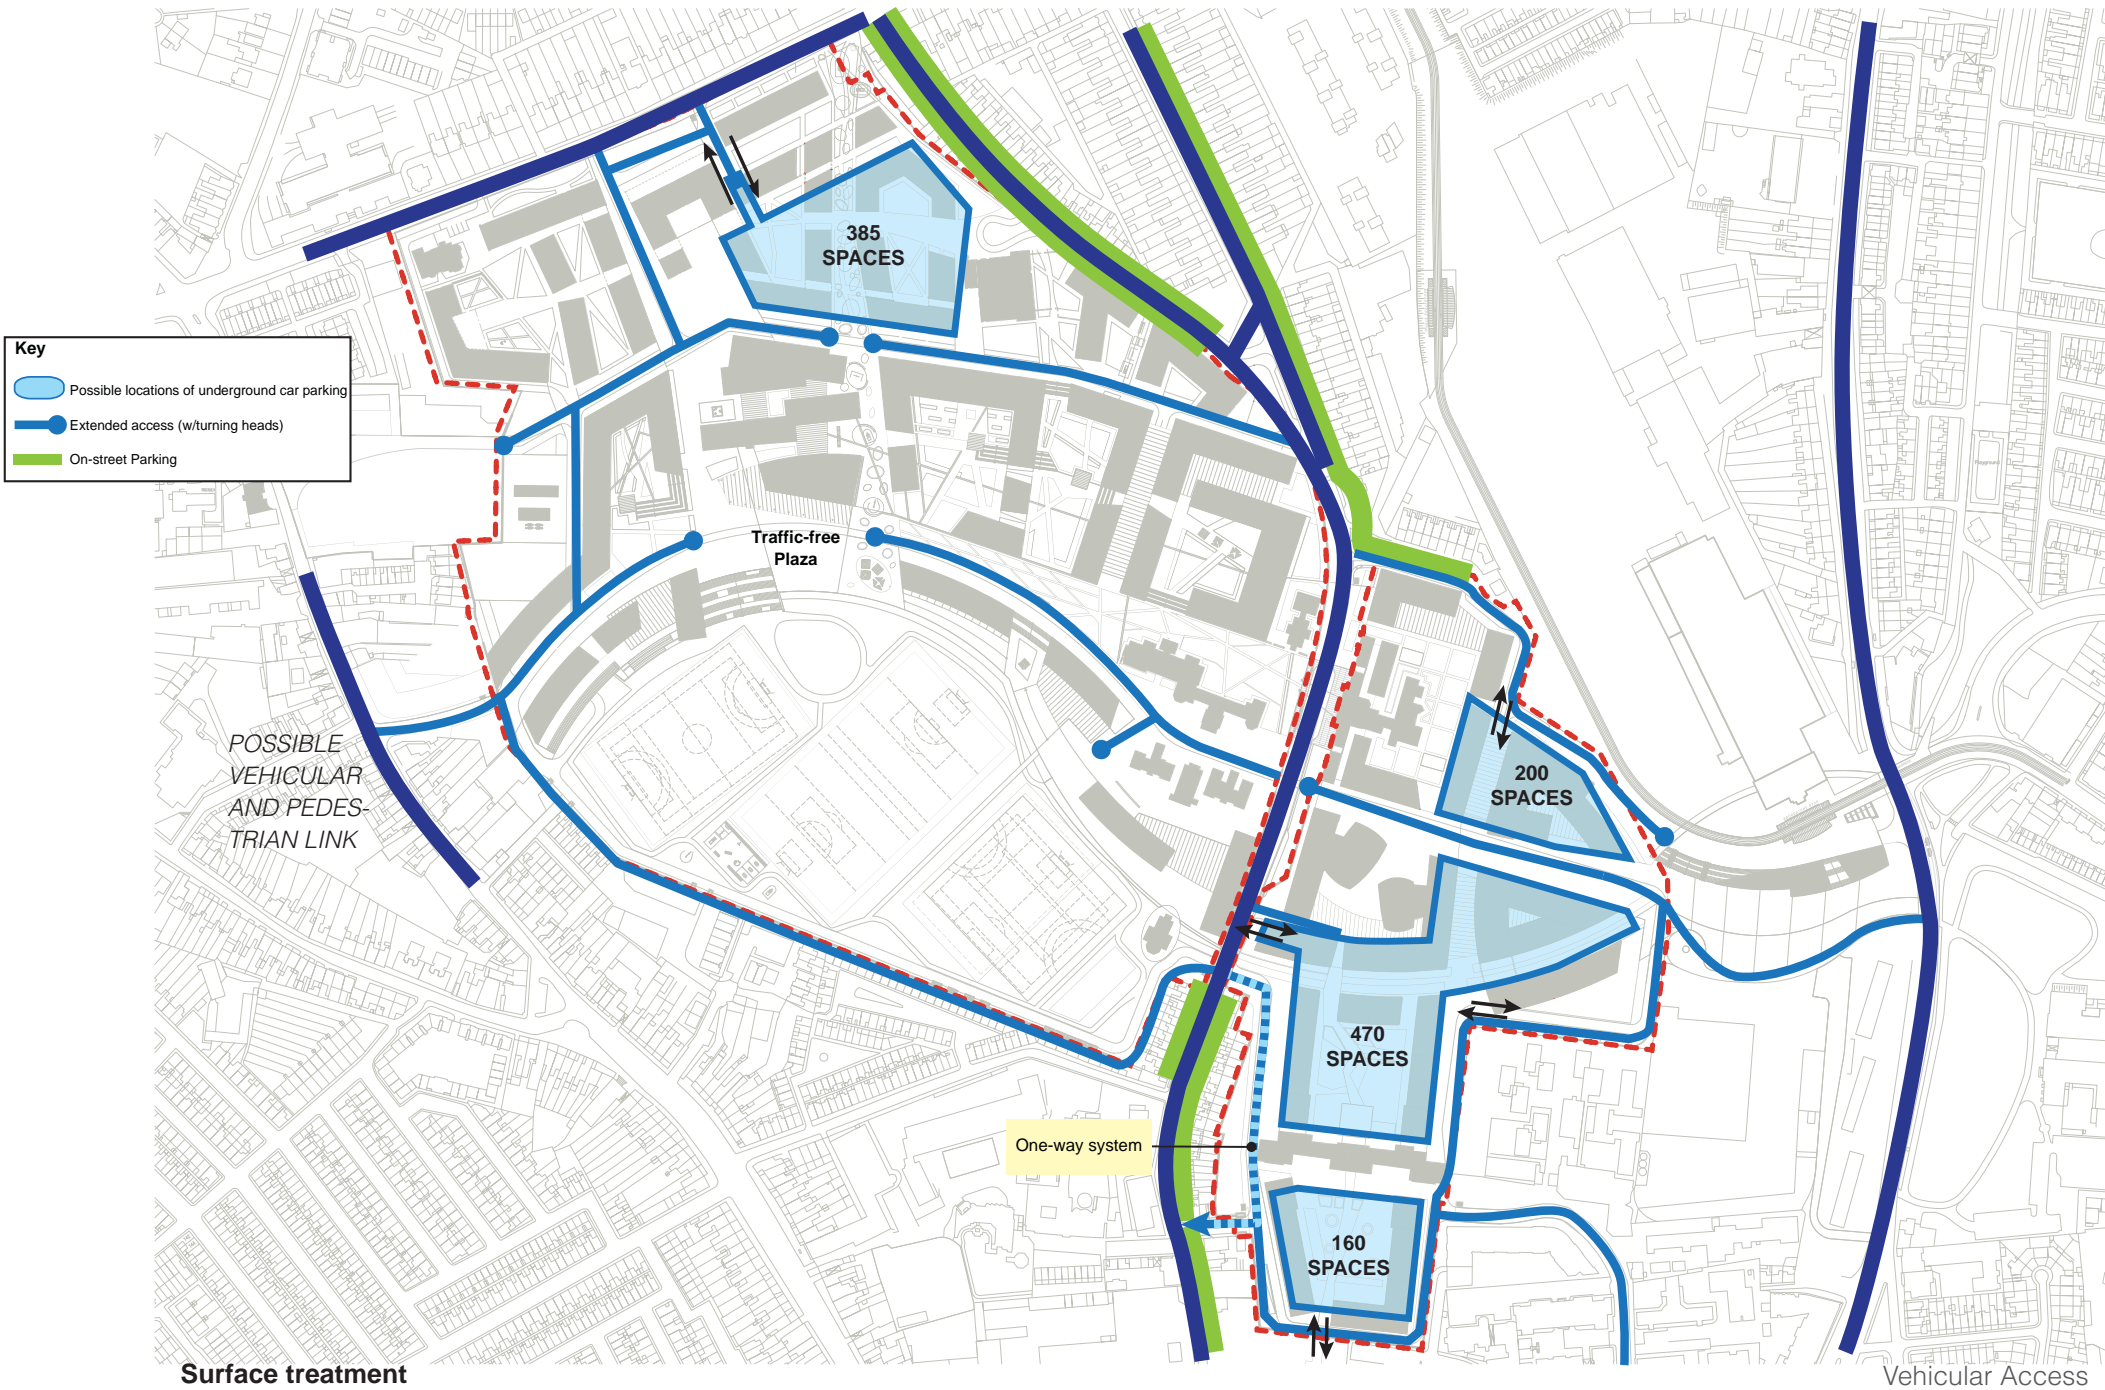 385
SPACES
Key
Possible locations of underground car parking
Extended access (w/turning heads)
On-street Parking
Playground
Traffic-free
Plaza
POSSIBLE
VEHICULAR
AND PEDES-
TRIAN LINK
200
SPACES
470
SPACES
One-way system
160
SPACES
Surface treatment
Vehicular Access